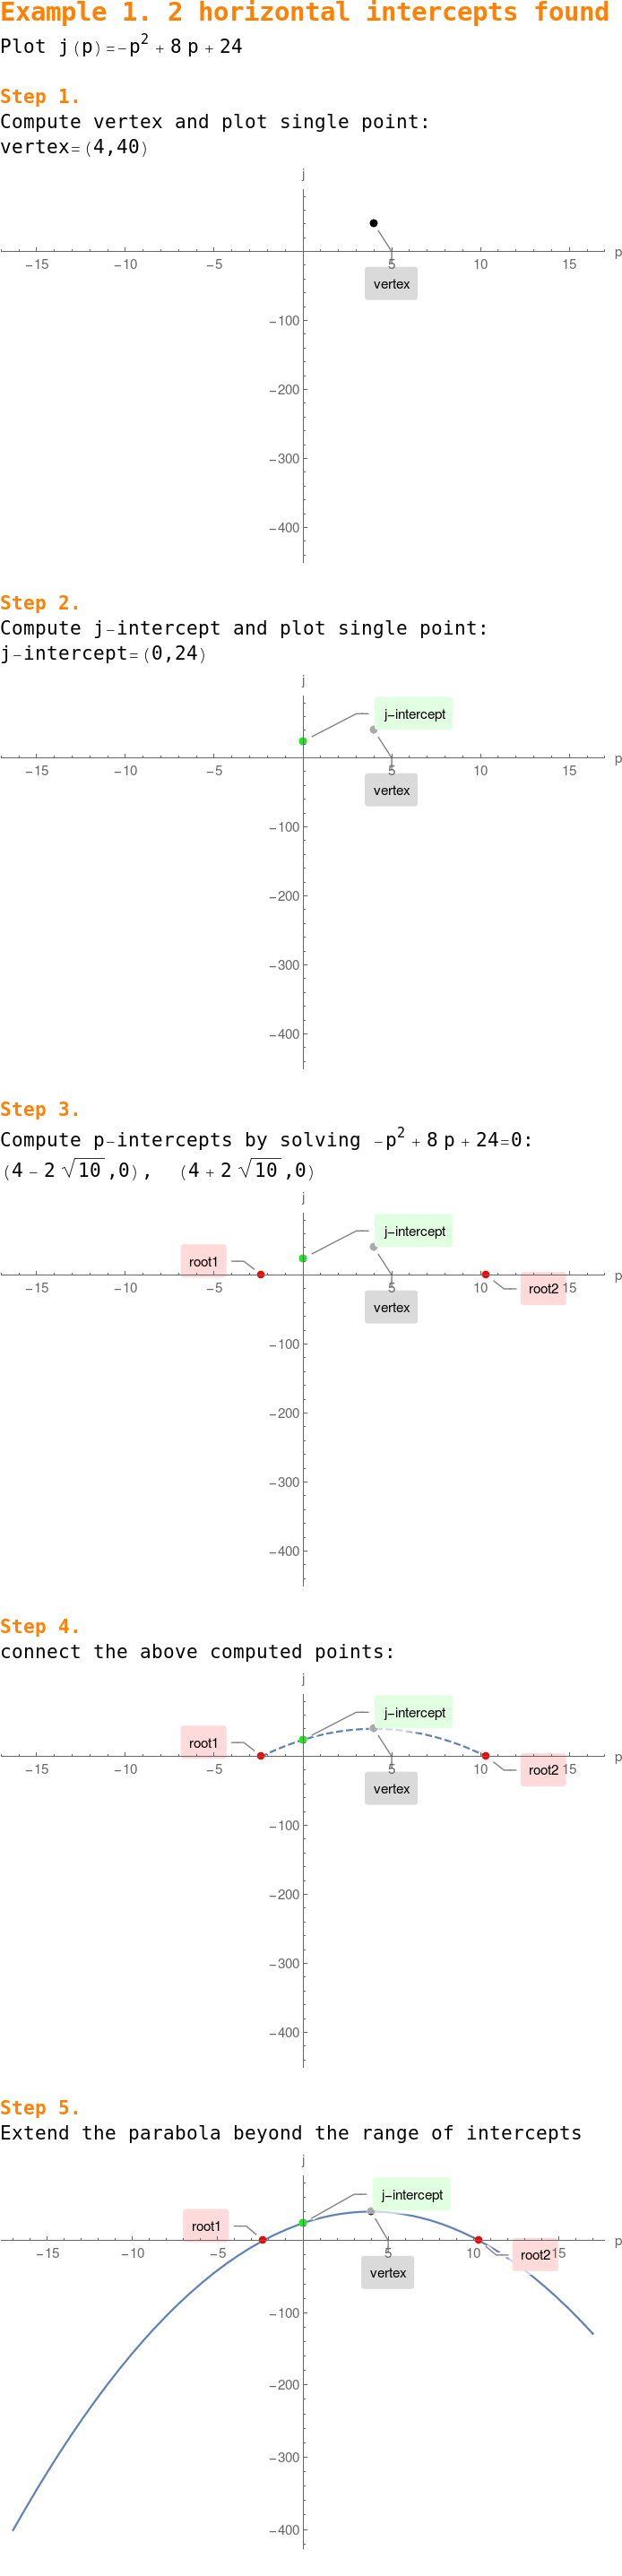 Example 1. 2 horizontal intercepts found
Plot j(p)=-p² + 8 p + 24
Step 1.
Compute vertex and plot single point:
vertex=(4,40)
j
-15 -10 -5 5 10 15 p
vertex
-100
-200
-300
-400
Step 2.
Compute j-intercept and plot single point:
j-intercept=(0,24)
j
j-intercept
-15 -10 -5 5 10 15 p
vertex
-100
-200
-300
-400
Step 3.
Compute p-intercepts by solving -p² + 8 p + 24=0:
(4 - 2 √10 ,0), (4 + 2 √10 ,0)
j
j-intercept
root1
-15 -10 -5 5 10 15 p
root2
vertex
-100
-200
-300
-400
Step 4.
connect the above computed points:
j
j-intercept
root1
-15 -10 -5 5 10 15 p
root2
vertex
-100
-200
-300
-400
Step 5.
Extend the parabola beyond the range of intercepts
j
j-intercept
root1
-15 -10 -5 5 10 15 p
root2
vertex
-100
-200
-300
-400